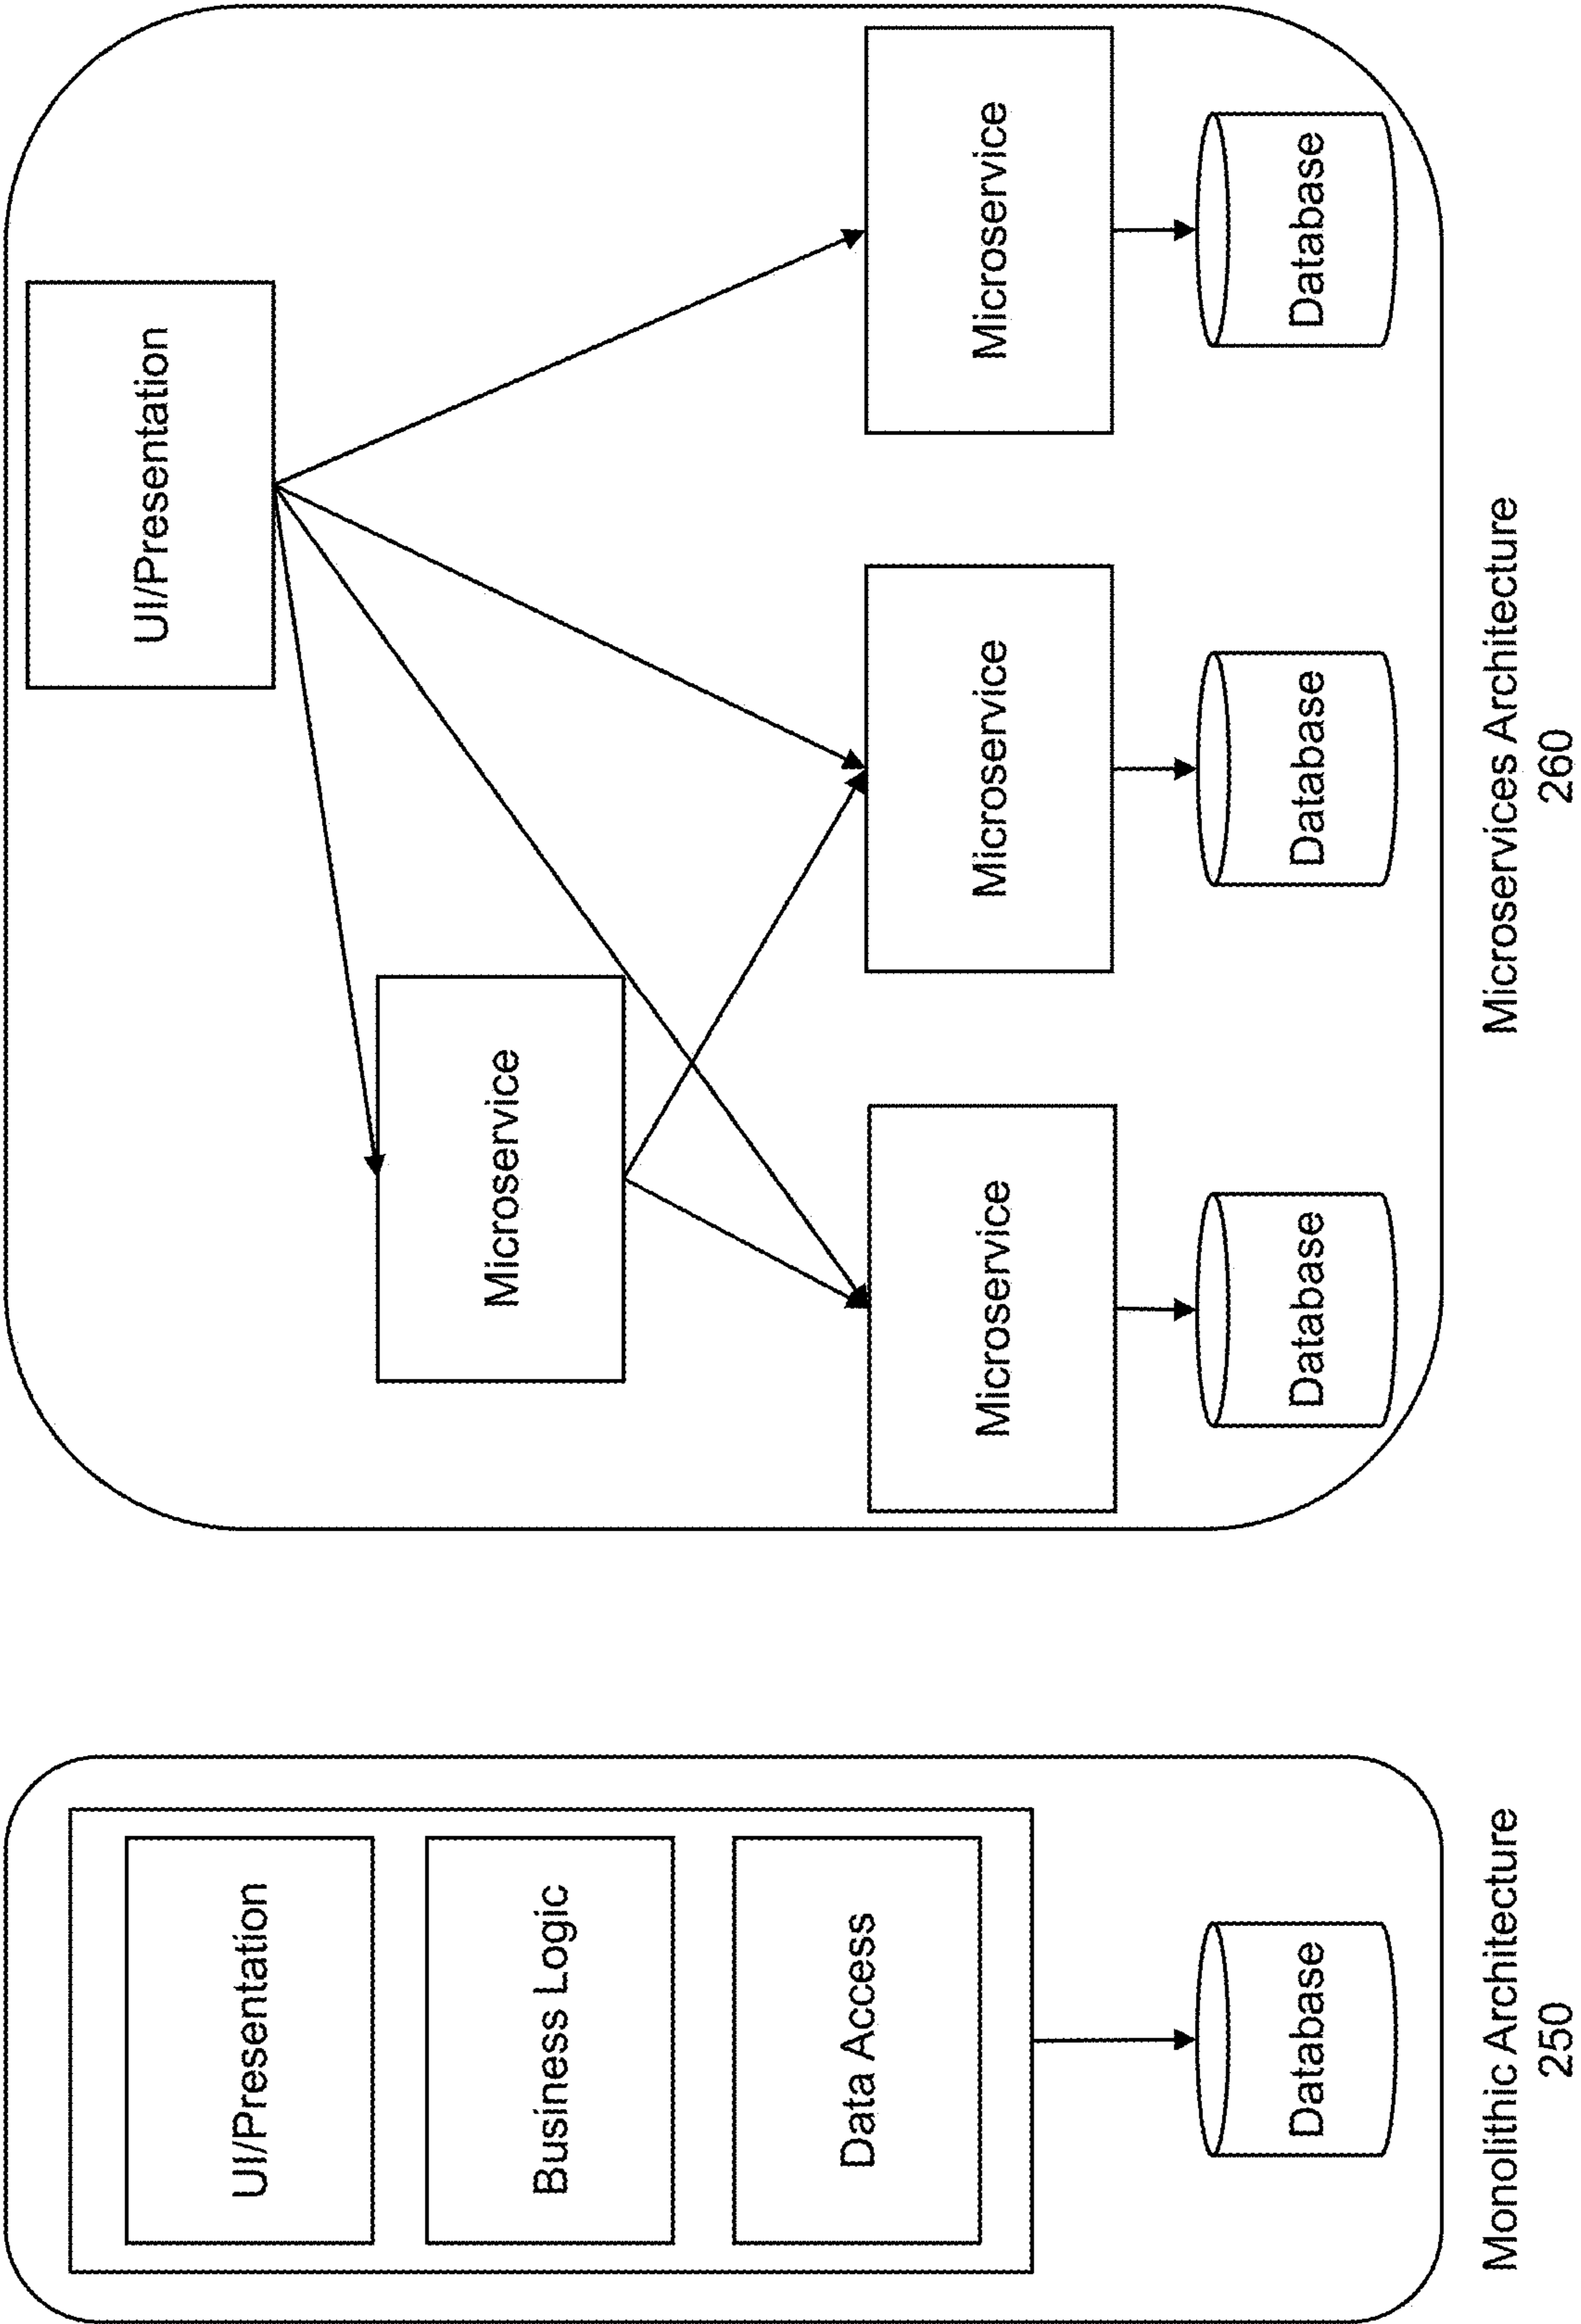 UI/Presentation
Business Logic
Data Access
Database
Monolithic Architecture
250
UI/Presentation
Microservice
Microservice
Microservice
Microservice
Database
Database
Database
Microservices Architecture
260